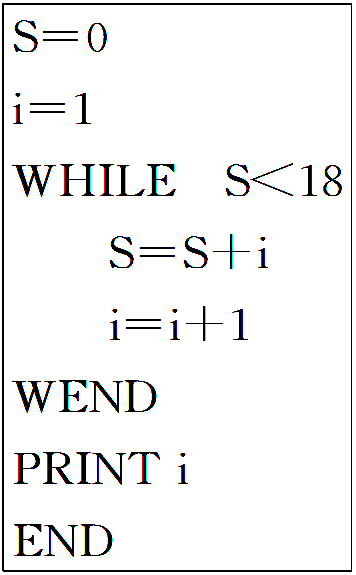 S＝0
i＝1
WHILE　S＜18
S＝S＋i
i＝i＋1
WEND
PRINT i
END